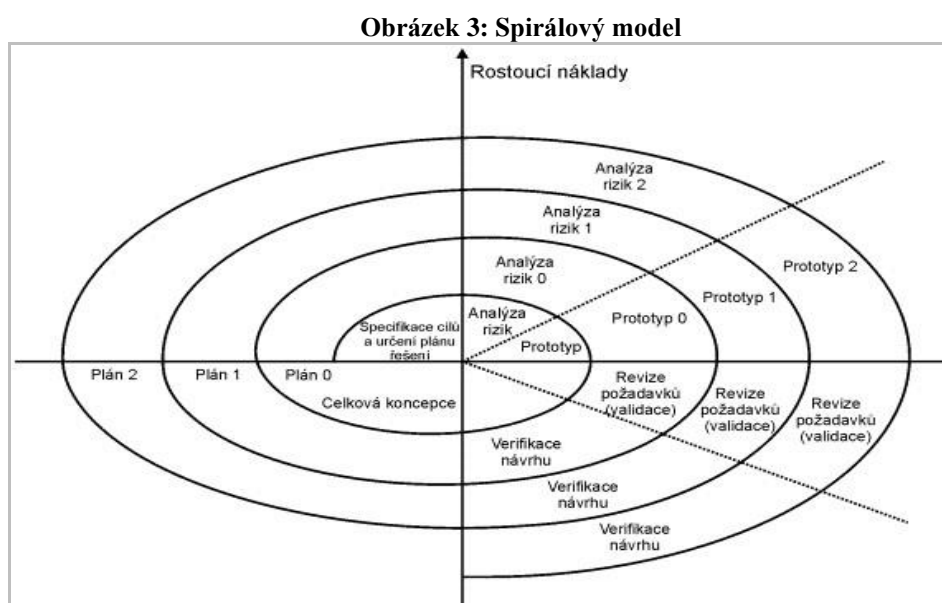 Obrázek 3: Spirálový model
Rostoucí náklady
Analýza
rizik 2
Analýza
rizik 1
Analýza
rizik 0
Analýza
rizik
Specifikace cílů
a určení plánu
řešení
Prototyp
Prototyp 0
Prototyp 1
Prototyp 2
Plán 2
Plán 1
Plán 0
Celková koncepce
Revize
požadavků
(validace)
Revize
požadavků
(validace)
Revize
požadavků
(validace)
Verifikace
návrhu
Verifikace
návrhu
Verifikace
návrhu